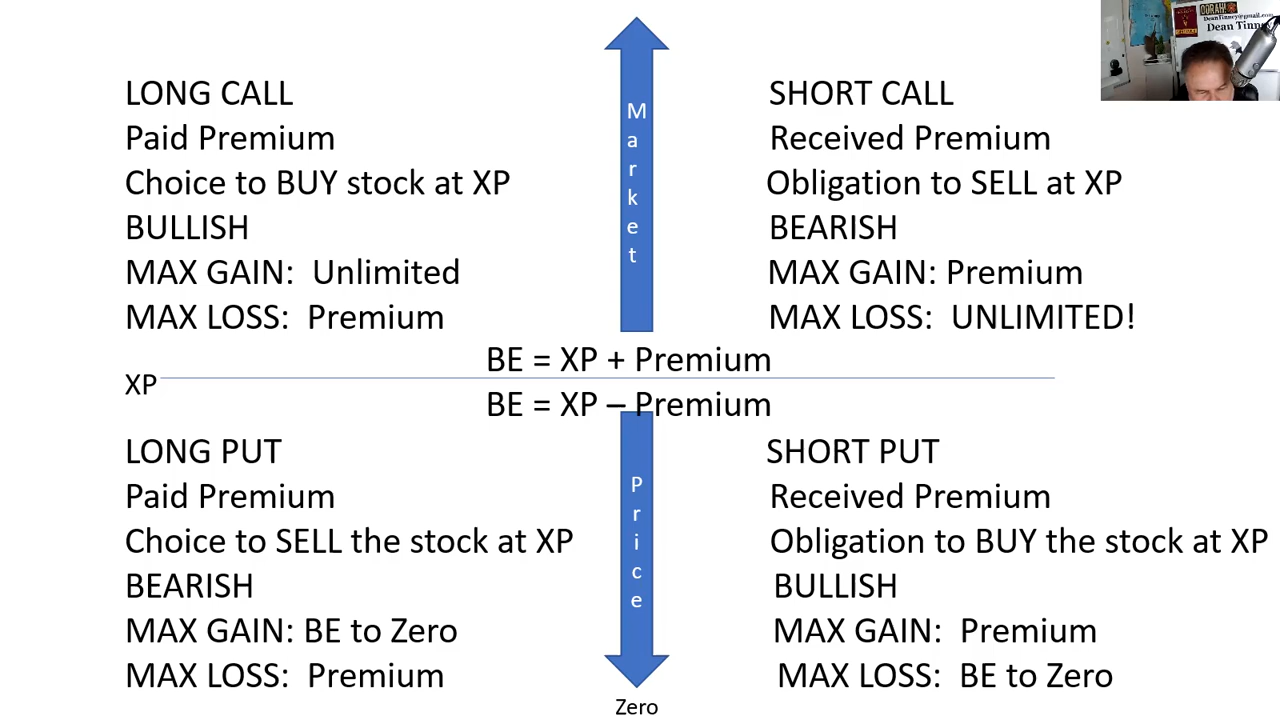 LONG CALL
Paid Premium
Choice to BUY stock at XP
BULLISH
MAX GAIN: Unlimited
MAX LOSS: Premium
Market
SHORT CALL
Received Premium
Obligation to SELL at XP
BEARISH
MAX GAIN: Premium
MAX LOSS: UNLIMITED!
BE = XP + Premium
XP
BE = XP – Premium
LONG PUT
Paid Premium
Choice to SELL the stock at XP
BEARISH
MAX GAIN: BE to Zero
MAX LOSS: Premium
Price
Zero
SHORT PUT
Received Premium
Obligation to BUY the stock at XP
BULLISH
MAX GAIN: Premium
MAX LOSS: BE to Zero
OORAH!
DeanTinney@gmail.com
Dean Tinney